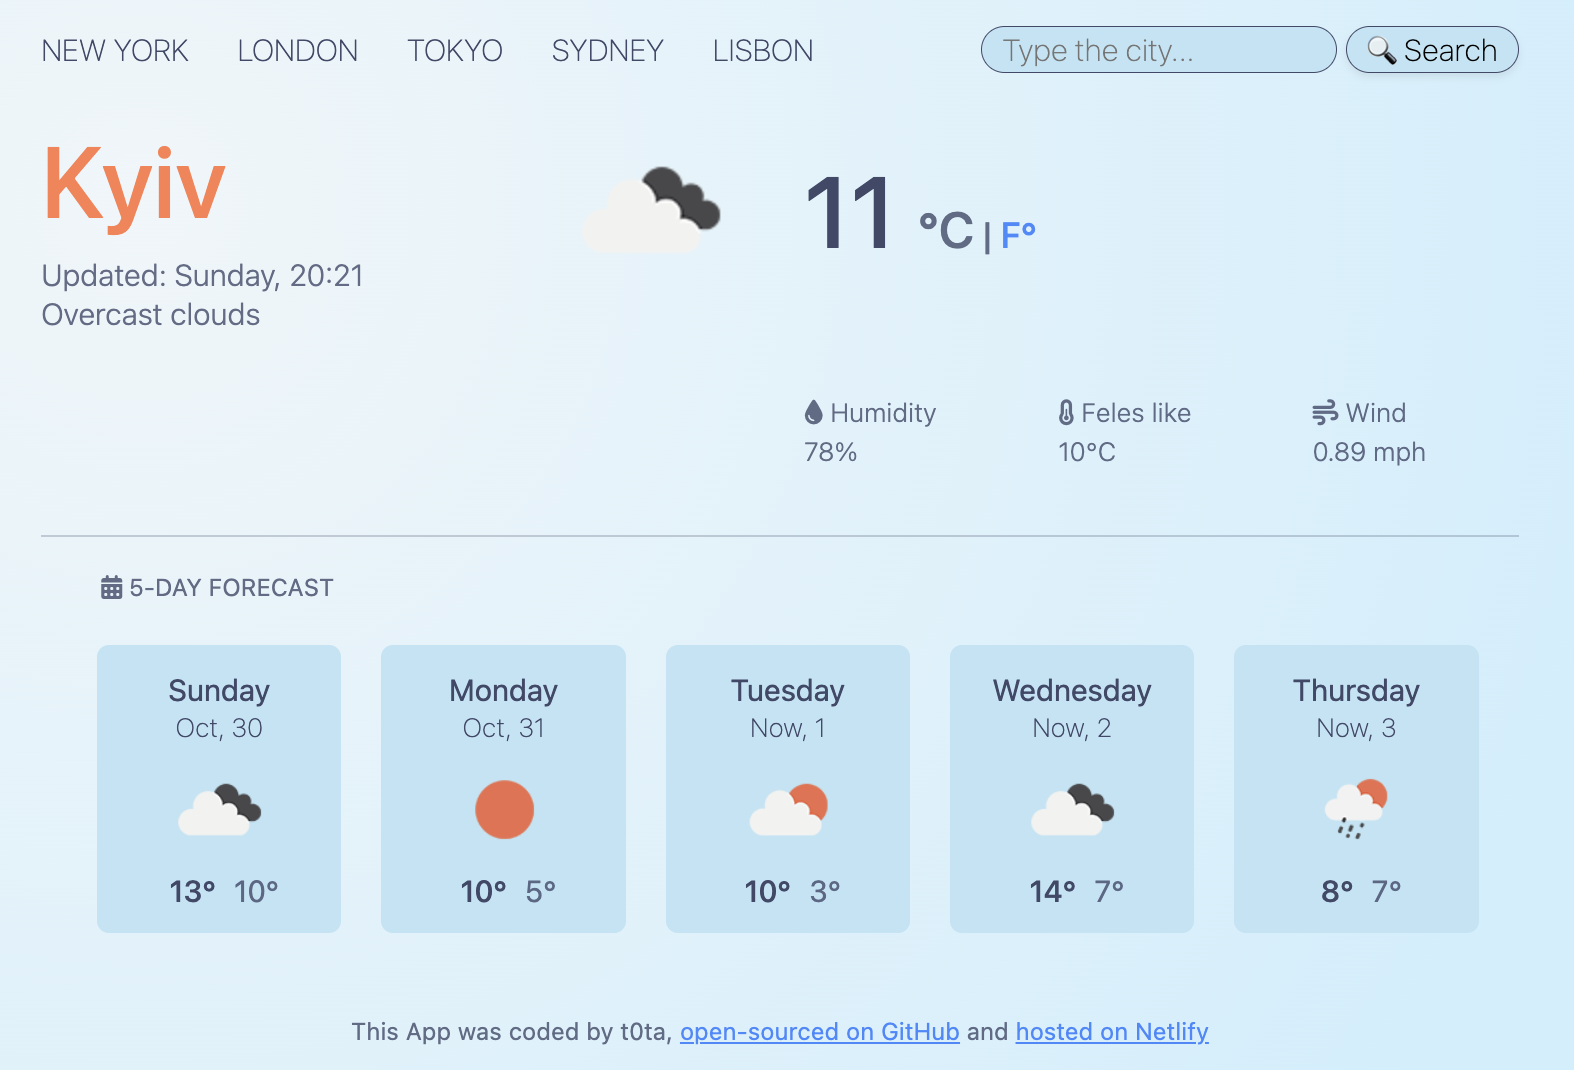 NEW YORK LONDON TOKYO SYDNEY LISBON Type the city... Search
Kyiv
11 °C | F°
Updated: Sunday, 20:21
Overcast clouds
Humidity Feles like Wind
78% 10°C 0.89 mph
5-DAY FORECAST
Sunday Monday Tuesday Wednesday Thursday
Oct, 30 Oct, 31 Now, 1 Now, 2 Now, 3
13° 10° 10° 5° 10° 3° 14° 7° 8° 7°
This App was coded by t0ta, open-sourced on GitHub and hosted on Netlify